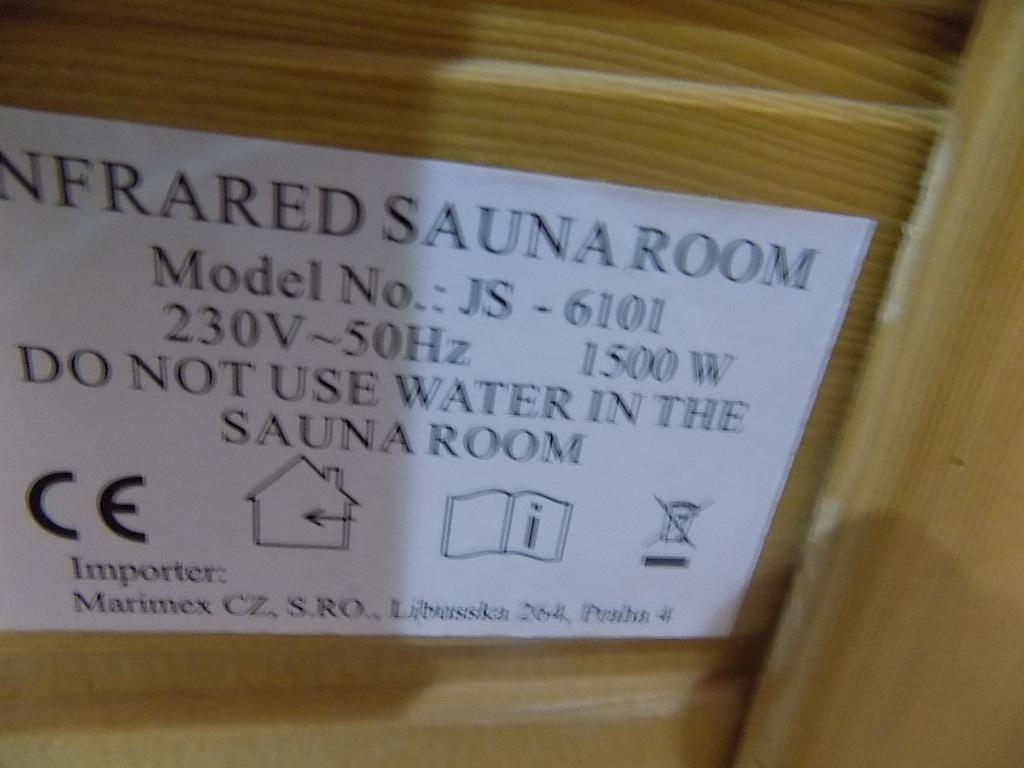 NFRARED SAUNA ROOM
Model No.: JS - 6101
230V~50Hz 1500 W
DO NOT USE WATER IN THE
SAUNA ROOM
CE
i
Importer:
Marimex CZ, S.RO., Libussika 264, Praha 4